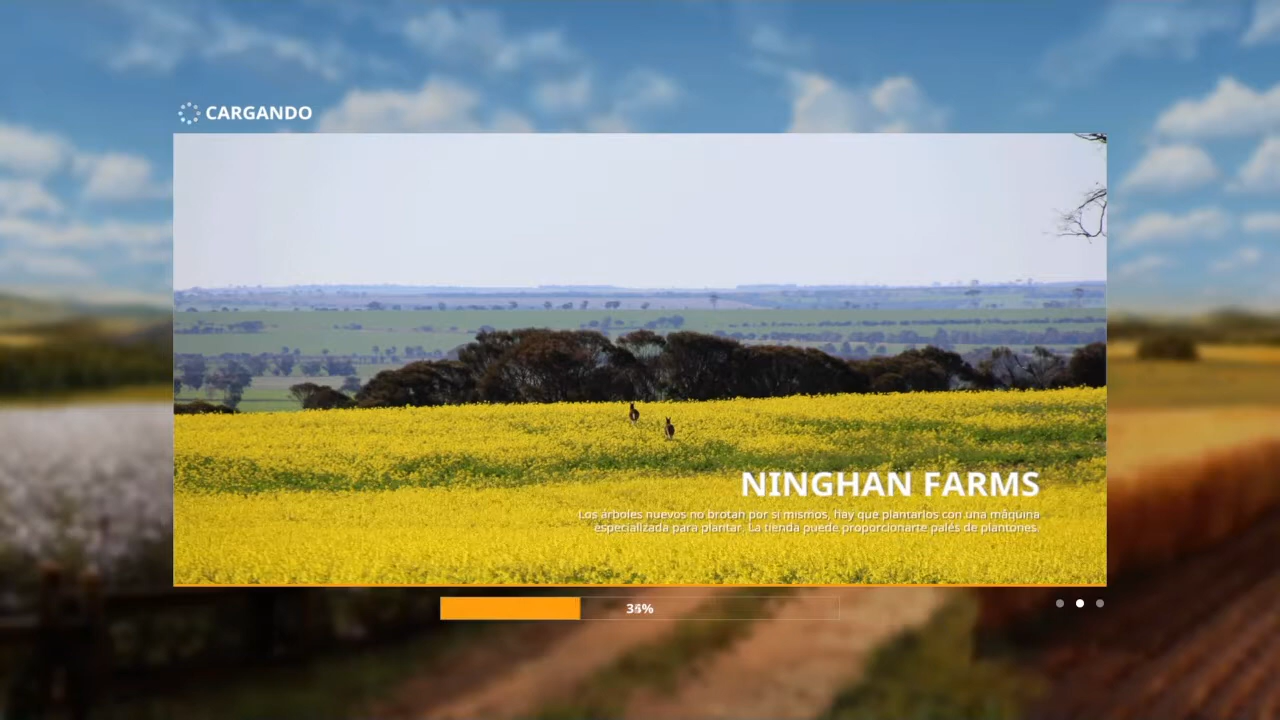 CARGANDO
NINGHAN FARMS
Los árboles nuevos no brotan por sí mismos, hay que plantarlos con una máquina
especializada para plantar. La tienda puede proporcionarte palés de plantones.